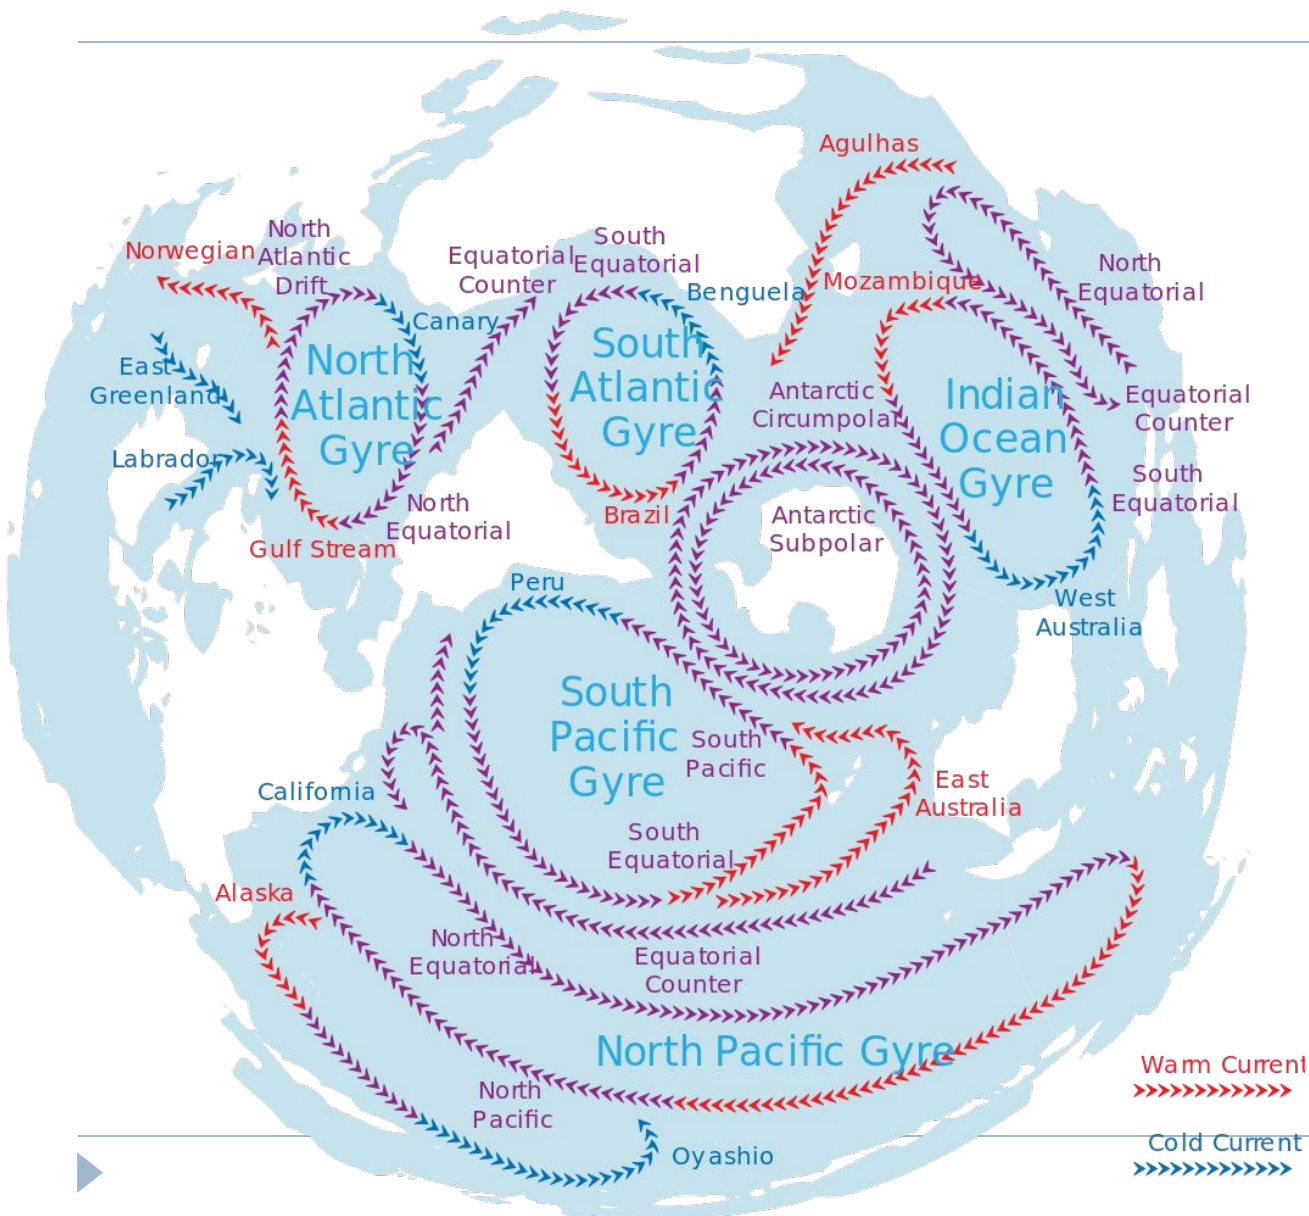 Agulhas
North
Atlantic
Drift
Norwegian
South
Equatorial
Equatorial
Counter
Benguela
Mozambique
North
Equatorial
Canary
East
Greenland
North
Atlantic
Gyre
South
Atlantic
Gyre
Antarctic
Circumpolar
Indian
Ocean
Gyre
Equatorial
Counter
Labrador
South
Equatorial
North
Equatorial
Brazil
Antarctic
Subpolar
Gulf Stream
Peru
West
Australia
South
Pacific
Gyre
South
Pacific
California
East
Australia
South
Equatorial
Alaska
North
Equatorial
Equatorial
Counter
North Pacific Gyre
North
Pacific
Oyashio
Warm Current
Cold Current